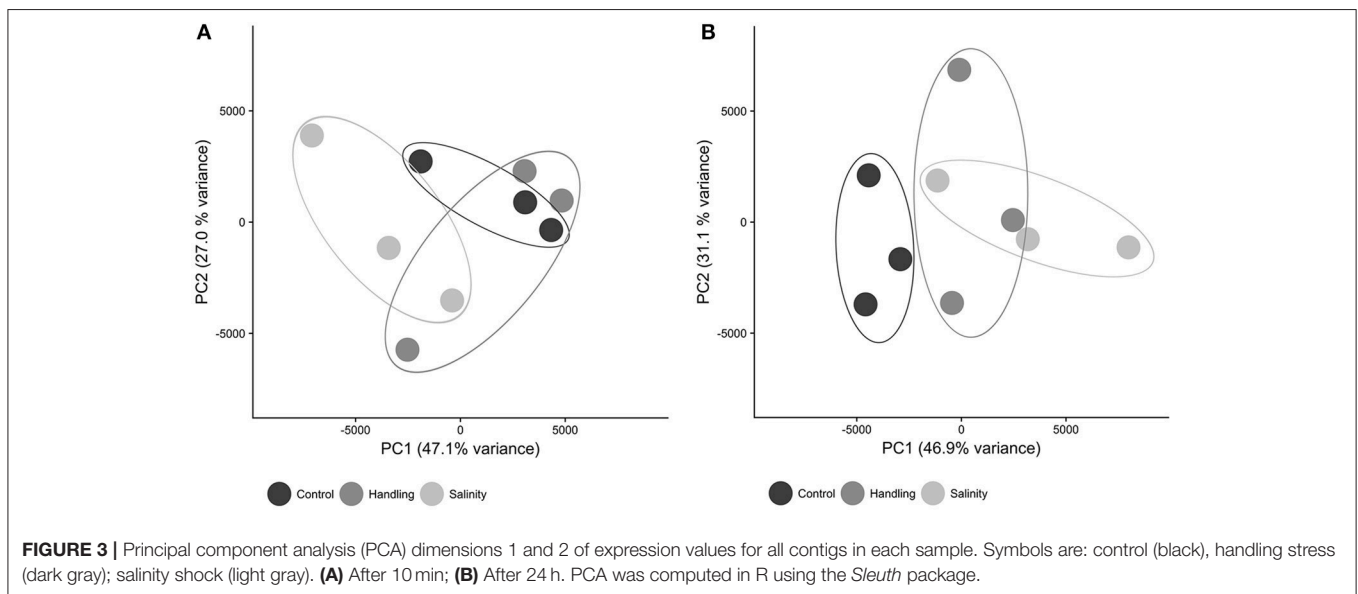 A
5000
0
-5000
PC2 (27.0 % variance)
-5000
0
5000
PC1 (47.1% variance)
Control
Handling
Salinity
B
5000
0
-5000
PC2 (31.1 % variance)
-5000
0
5000
PC1 (46.9% variance)
Control
Handling
Salinity
FIGURE 3 | Principal component analysis (PCA) dimensions 1 and 2 of expression values for all contigs in each sample. Symbols are: control (black), handling stress
(dark gray); salinity shock (light gray). (A) After 10 min; (B) After 24 h. PCA was computed in R using the Sleuth package.